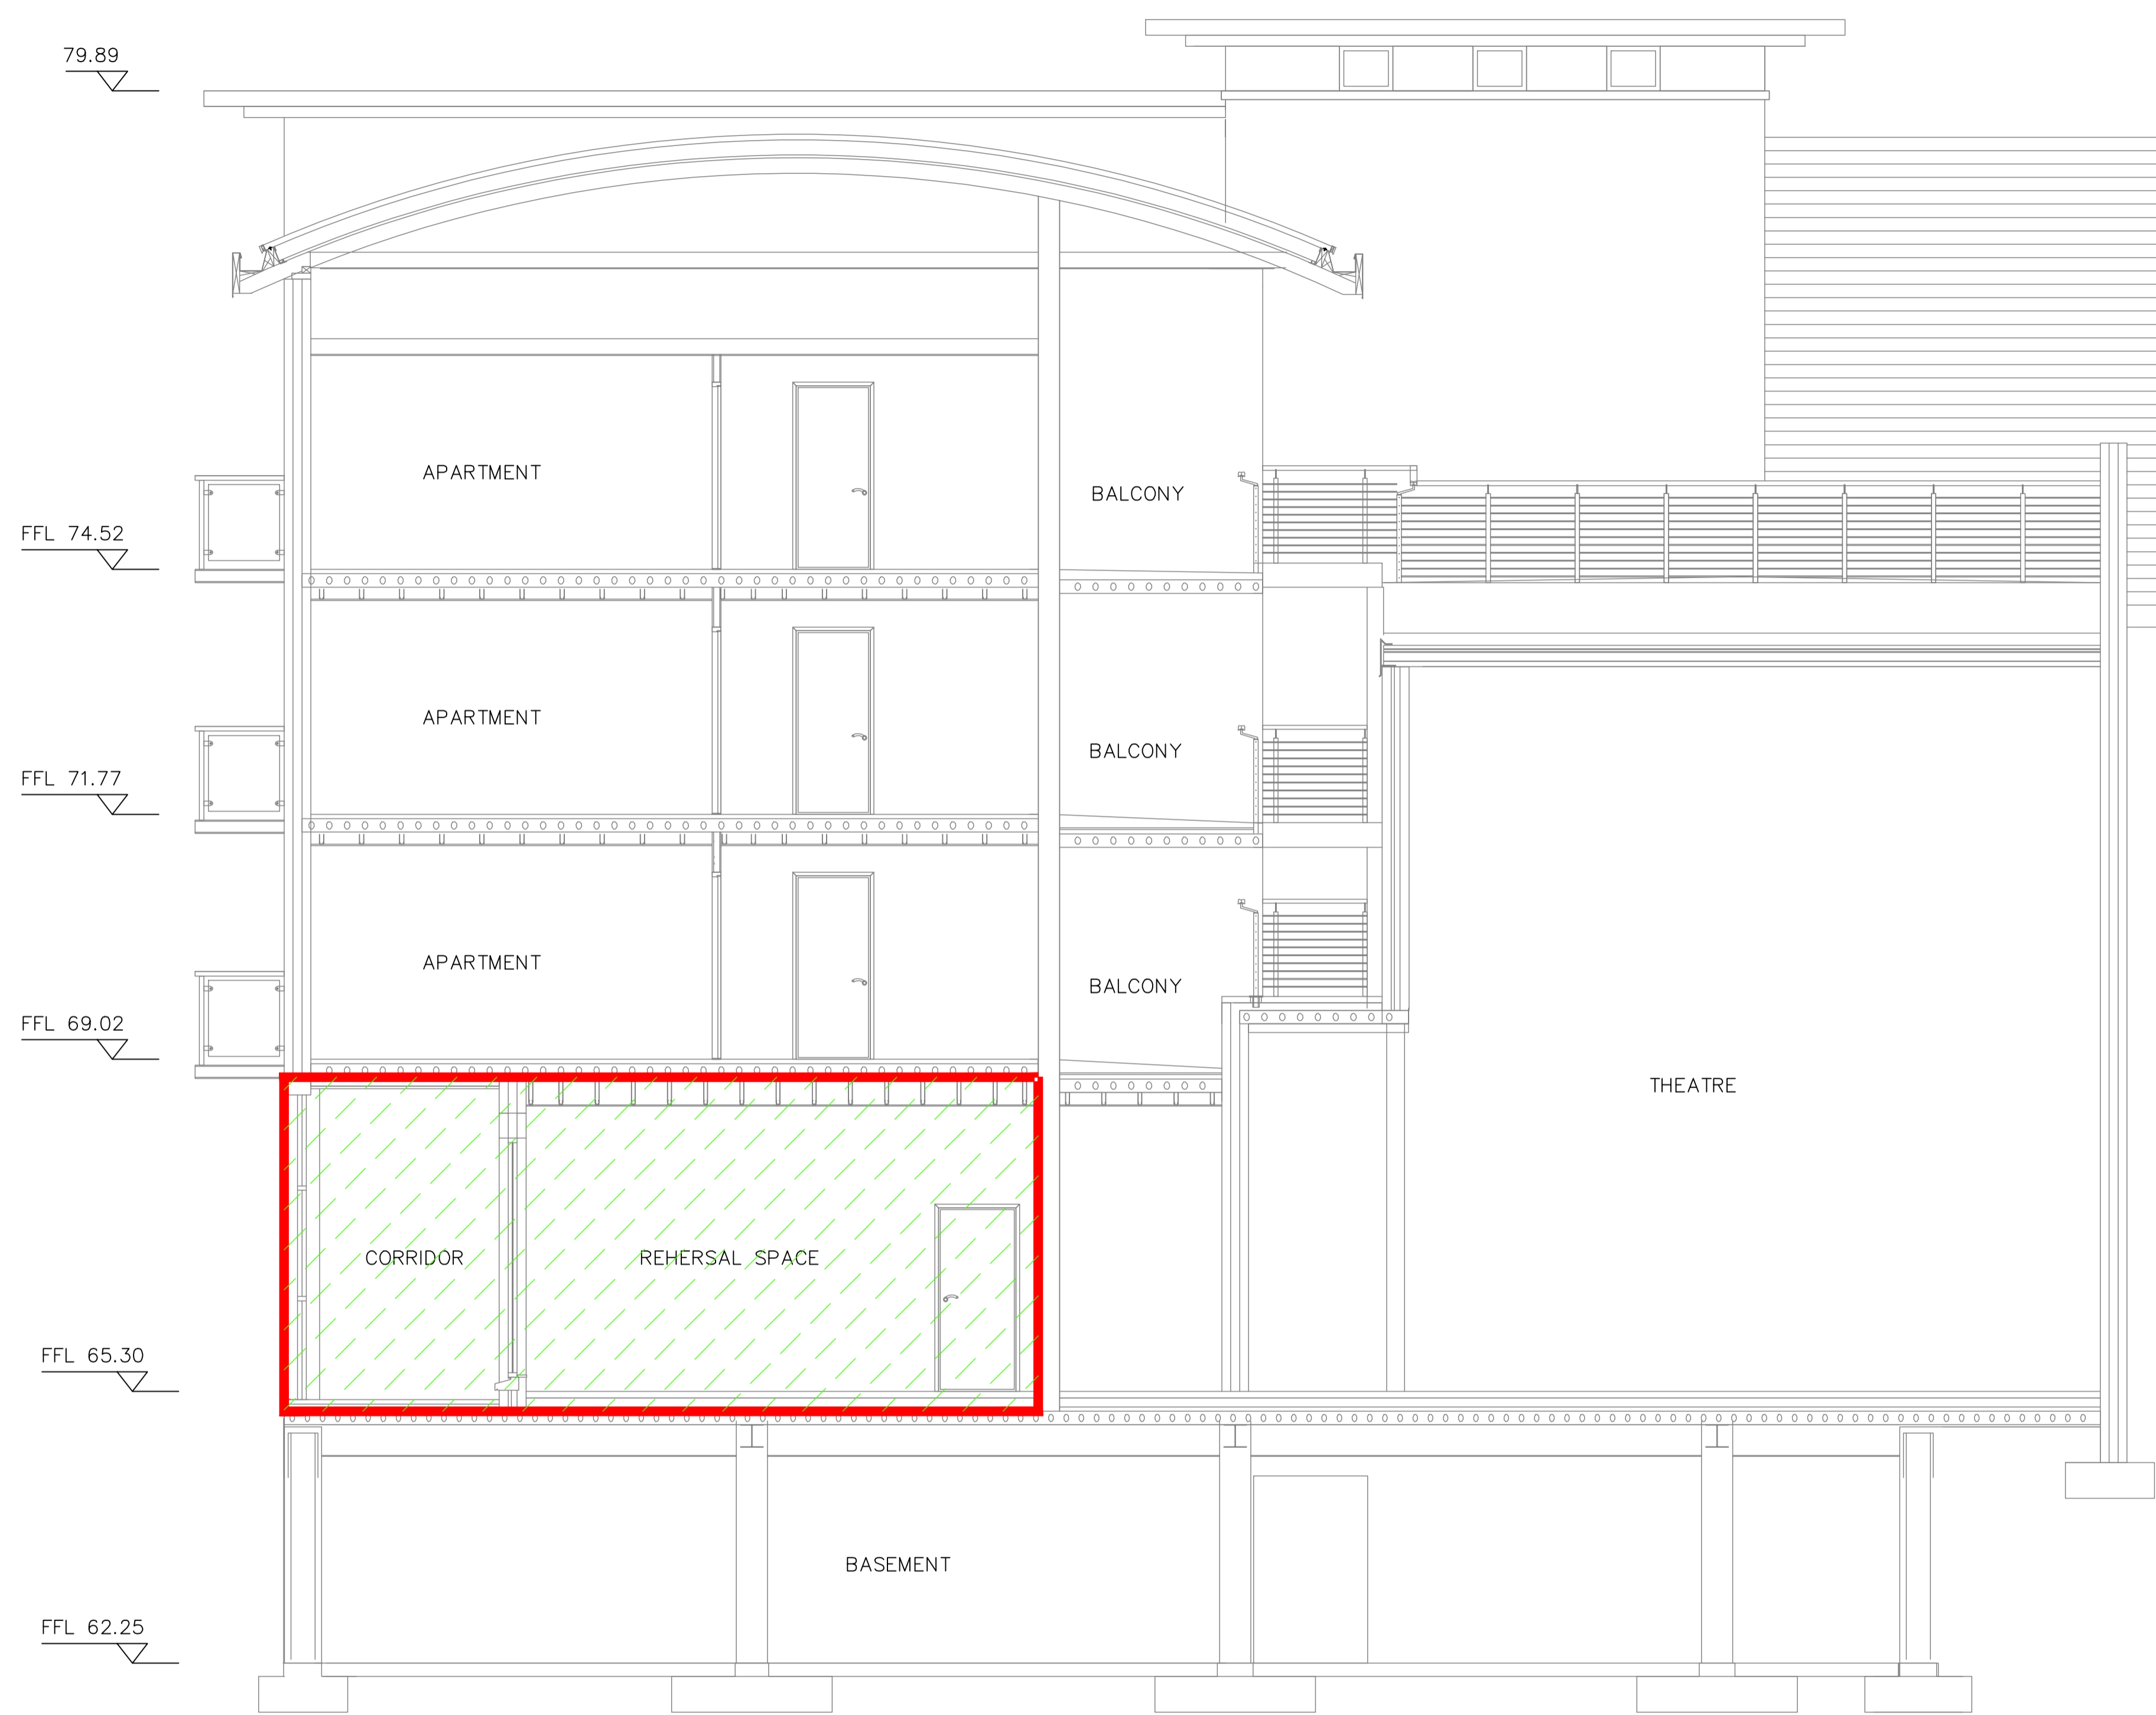 79.89
APARTMENT
BALCONY
FFL 74.52
APARTMENT
BALCONY
FFL 71.77
APARTMENT
BALCONY
FFL 69.02
THEATRE
CORRIDOR
REHERSAL SPACE
FFL 65.30
BASEMENT
FFL 62.25